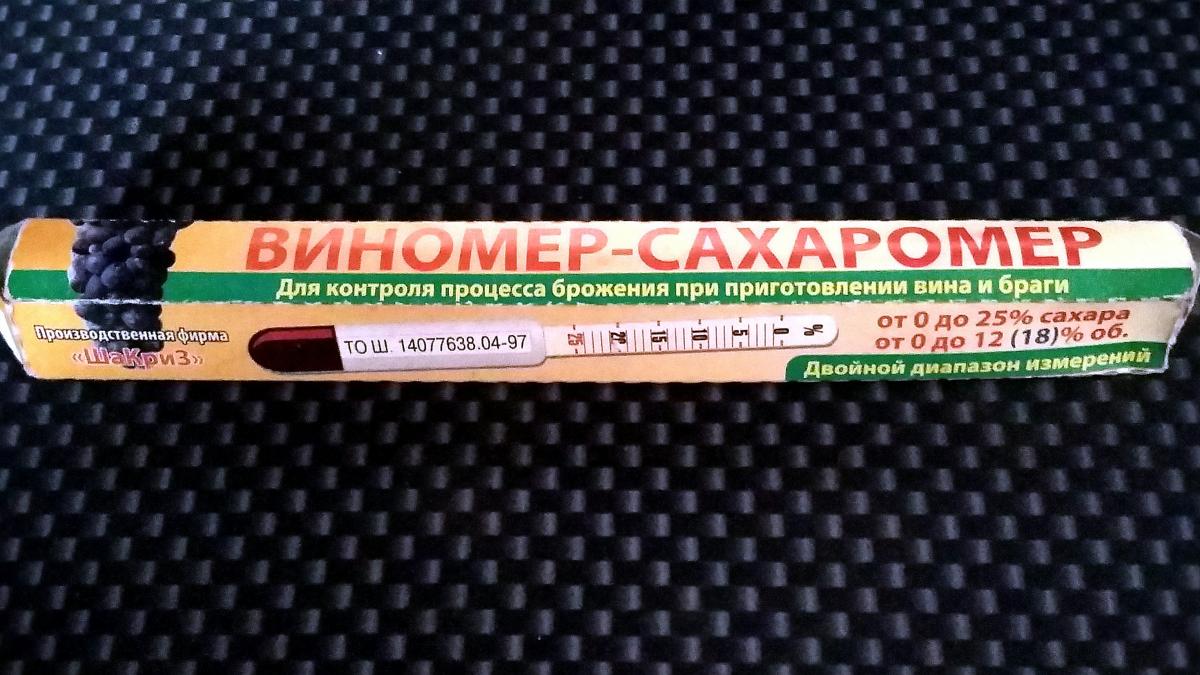 ВИНОМЕР-САХАРОМЕР
Для контроля процесса брожения при приготовлении вина и браги
Производственная фирма
«ШаКриЗ»
ТО Ш. 14077638.04-97
25 20 15 10 5 0 %
от 0 до 25% сахара
от 0 до 12 (18)% об.
Двойной диапазон измерений